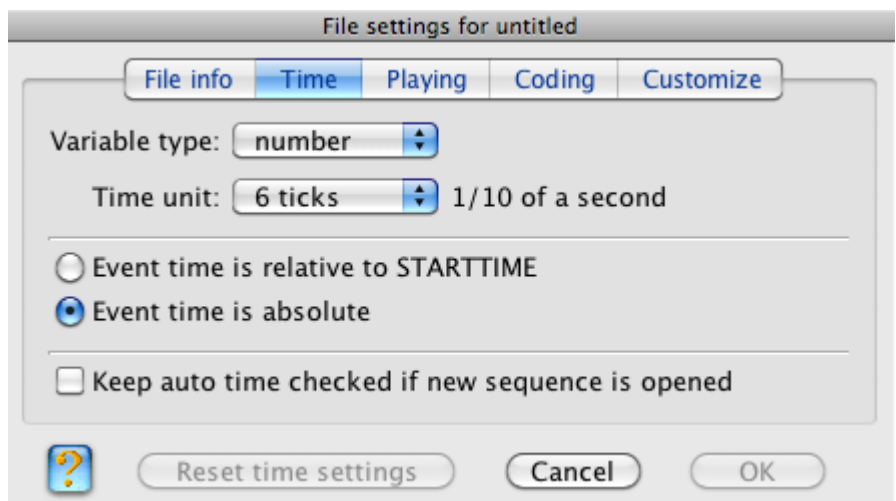 File settings for untitled
File info Time Playing Coding Customize
Variable type: number
Time unit: 6 ticks 1/10 of a second
Event time is relative to STARTTIME
Event time is absolute
Keep auto time checked if new sequence is opened
? Reset time settings Cancel OK